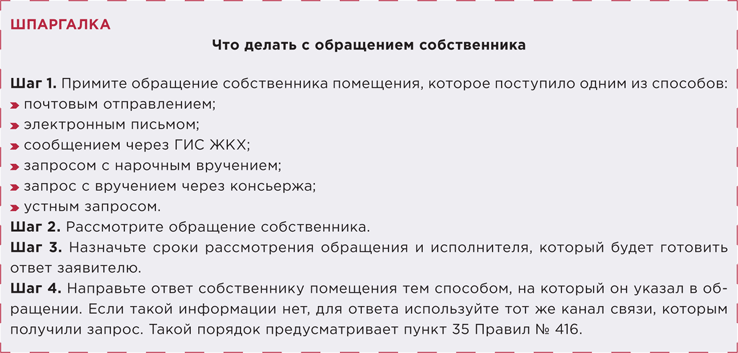 ШПАРГАЛКА
Что делать с обращением собственника
Шаг 1. Примите обращение собственника помещения, которое поступило одним из способов:
почтовым отправлением;
электронным письмом;
сообщением через ГИС ЖКХ;
запросом с нарочным вручением;
запрос с вручением через консьержа;
устным запросом.
Шаг 2. Рассмотрите обращение собственника.
Шаг 3. Назначьте сроки рассмотрения обращения и исполнителя, который будет готовить
ответ заявителю.
Шаг 4. Направьте ответ собственнику помещения тем способом, на который он указал в об-
ращении. Если такой информации нет, для ответа используйте тот же канал связи, которым
получили запрос. Такой порядок предусматривает пункт 35 Правил № 416.